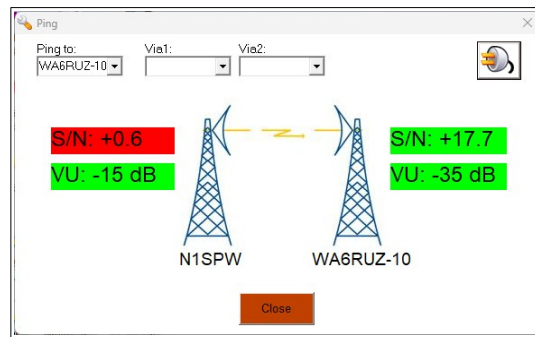 Ping
Ping to: Via1: Via2:
WA6RUZ-10
S/N: +0.6 S/N: +17.7
VU: -15 dB VU: -35 dB
N1SPW WA6RUZ-10
Close